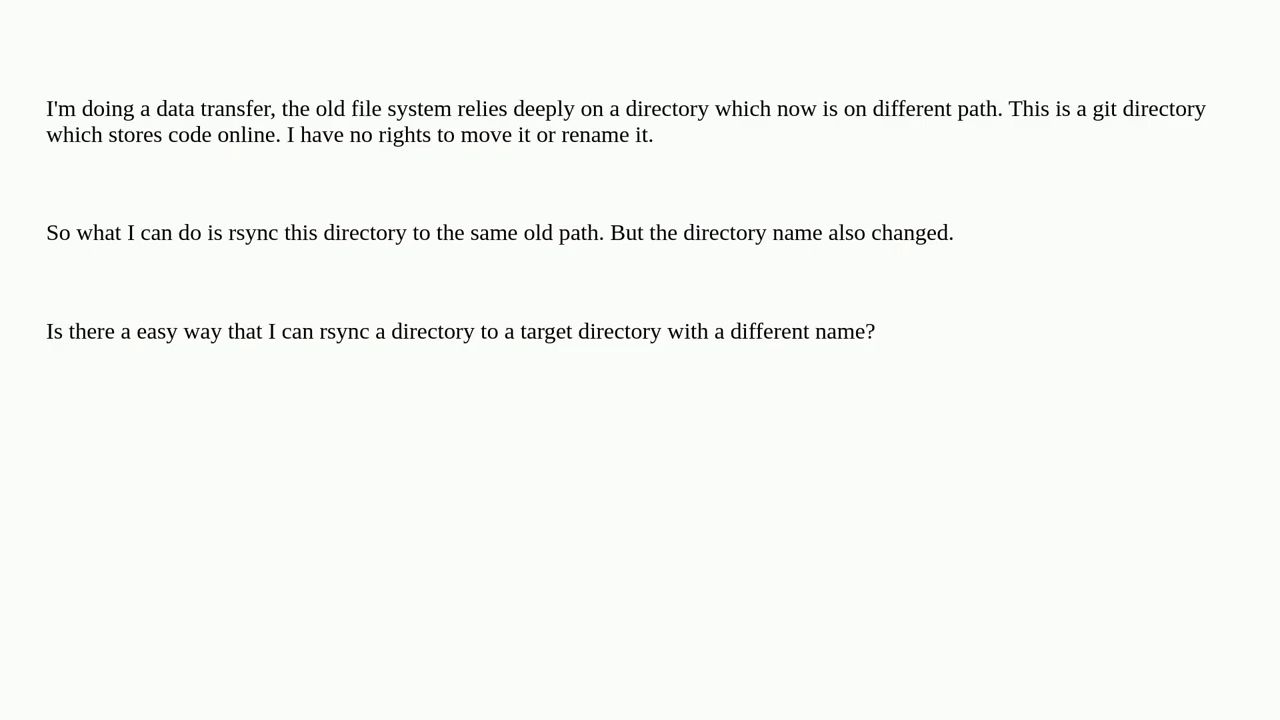 I'm doing a data transfer, the old file system relies deeply on a directory which now is on different path. This is a git directory
which stores code online. I have no rights to move it or rename it.
So what I can do is rsync this directory to the same old path. But the directory name also changed.
Is there a easy way that I can rsync a directory to a target directory with a different name?